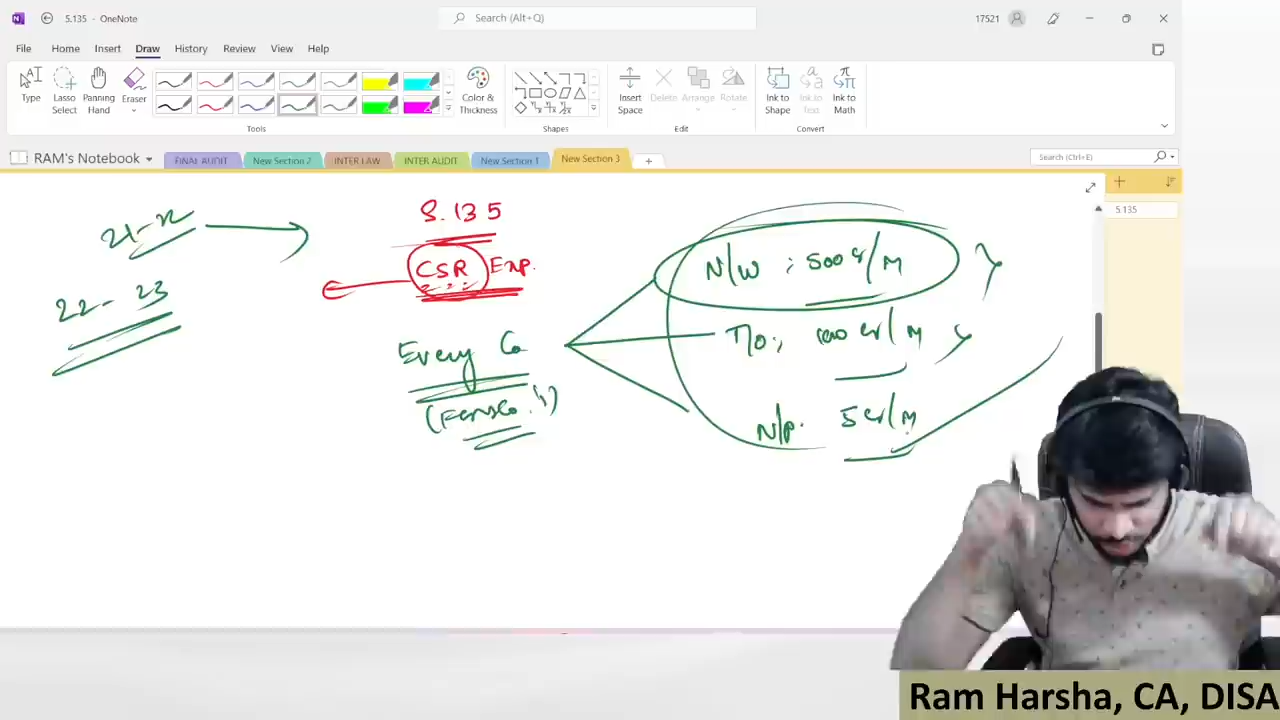 5.135 - OneNote
Search (Alt+Q)
17521
File Home Insert Draw History Review View Help
Type
Lasso Select
Panning Hand
Eraser
Color & Thickness
Insert Space
Delete
Arrange
Rotate
Ink to Shape
Ink to Text
Ink to Math
Tools
Shapes
Edit
Convert
RAM's Notebook
FINAL AUDIT
New Section 2
INTER LAW
INTER AUDIT
New Section 1
New Section 3
Search (Ctrl+E)
5.135
21-22
22-23
S. 135
CSR Exp.
Every Co
N/W : 500 cr/M
T/O : 1000 cr/M
N/P. 5 cr/M
Ram Harsha, CA, DISA